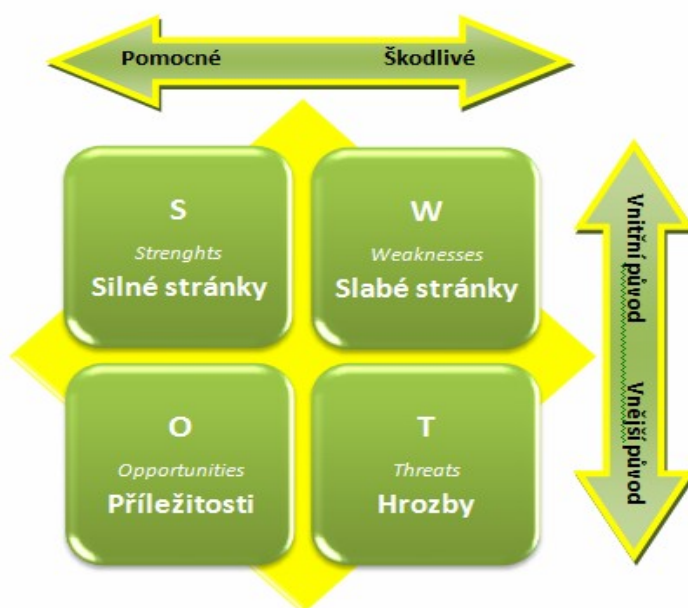 Pomocné
Škodlivé
S
Strenghts
Silné stránky
W
Weaknesses
Slabé stránky
O
Opportunities
Příležitosti
T
Threats
Hrozby
Vnitřní původ
Vnější původ